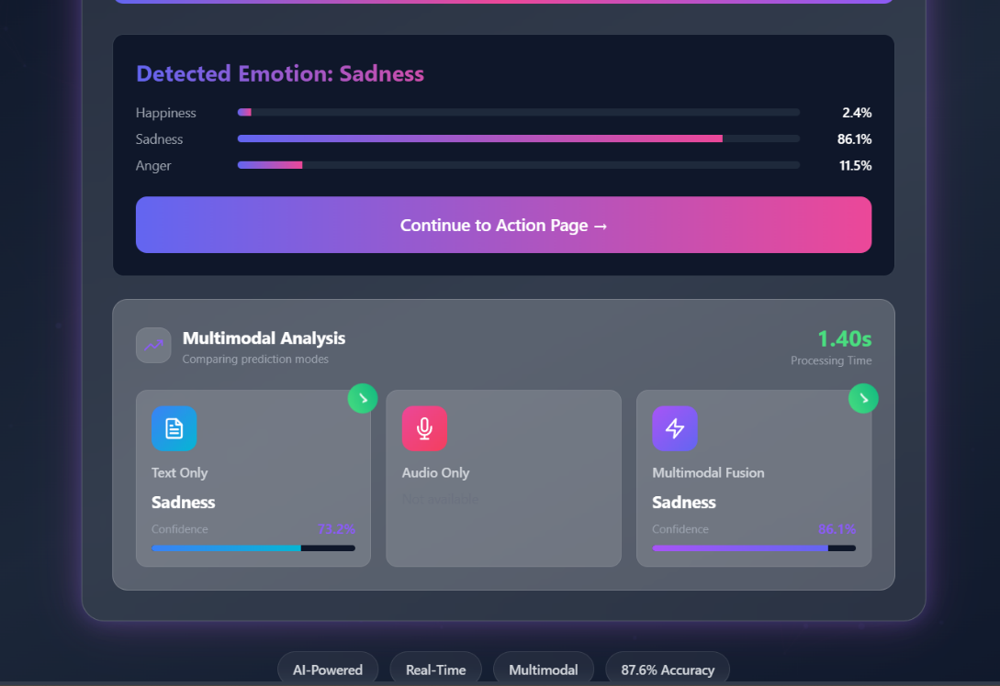 Detected Emotion: Sadness
Happiness 2.4%
Sadness 86.1%
Anger 11.5%
Continue to Action Page →
Multimodal Analysis
Comparing prediction modes
1.40s
Processing Time
Text Only
Sadness
Confidence 73.2%
Audio Only
Not available
Multimodal Fusion
Sadness
Confidence 86.1%
AI-Powered
Real-Time
Multimodal
87.6% Accuracy